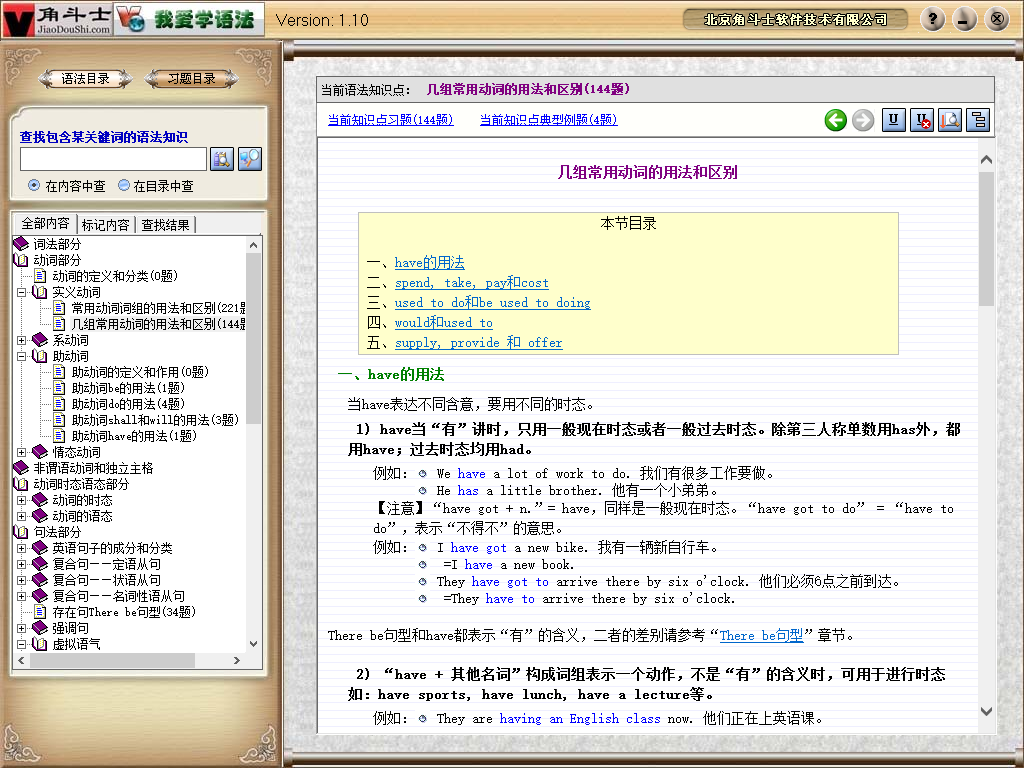 角斗士
JiaoDouShi.com
我爱学语法
Version: 1.10
北京角斗士软件技术有限公司
语法目录
习题目录
查找包含某关键词的语法知识
在内容中查
在目录中查
全部内容
标记内容
查找结果
词法部分
动词部分
动词的定义和分类(0题)
实义动词
常用动词词组的用法和区别(221题
几组常用动词的用法和区别(144题
系动词
助动词
助动词的定义和作用(0题)
助动词be的用法(1题)
助动词do的用法(4题)
助动词shall和will的用法(3题)
助动词have的用法(1题)
情态动词
非谓语动词和独立主格
动词时态语态部分
动词的时态
动词的语态
句法部分
英语句子的成分和分类
复合句——定语从句
复合句——状语从句
复合句——名词性语从句
存在句There be句型(34题)
强调句
虚拟语气
当前语法知识点： 几组常用动词的用法和区别(144题)
当前知识点习题(144题)
当前知识点典型例题(4题)
几组常用动词的用法和区别
本节目录
一、have的用法
二、spend, take, pay和cost
三、used to do和be used to doing
四、would和used to
五、supply, provide 和 offer
一、have的用法
当have表达不同含意，要用不同的时态。
1) have当“有”讲时，只用一般现在时态或者一般过去时态。除第三人称单数用has外，都
用have；过去时态均用had。
例如： We have a lot of work to do. 我们有很多工作要做。
He has a little brother. 他有一个小弟弟。
【注意】“have got + n.”= have，同样是一般现在时态。“have got to do” = “have to
do”，表示“不得不”的意思。
例如： I have got a new bike. 我有一辆新自行车。
=I have a new book.
They have got to arrive there by six o'clock. 他们必须6点之前到达。
=They have to arrive there by six o'clock.
There be句型和have都表示“有”的含义，二者的差别请参考“There be句型”章节。
2) “have + 其他名词”构成词组表示一个动作，不是“有”的含义时，可用于进行时态
如：have sports, have lunch, have a lecture等。
例如： They are having an English class now. 他们正在上英语课。